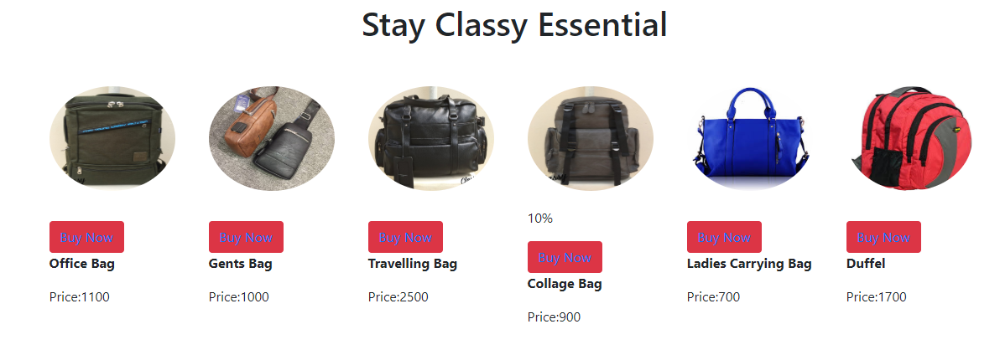 Stay Classy Essential
10%
Buy Now
Buy Now
Buy Now
Buy Now
Buy Now
Buy Now
Office Bag
Gents Bag
Travelling Bag
Collage Bag
Ladies Carrying Bag
Duffel
Price:1100
Price:1000
Price:2500
Price:900
Price:700
Price:1700